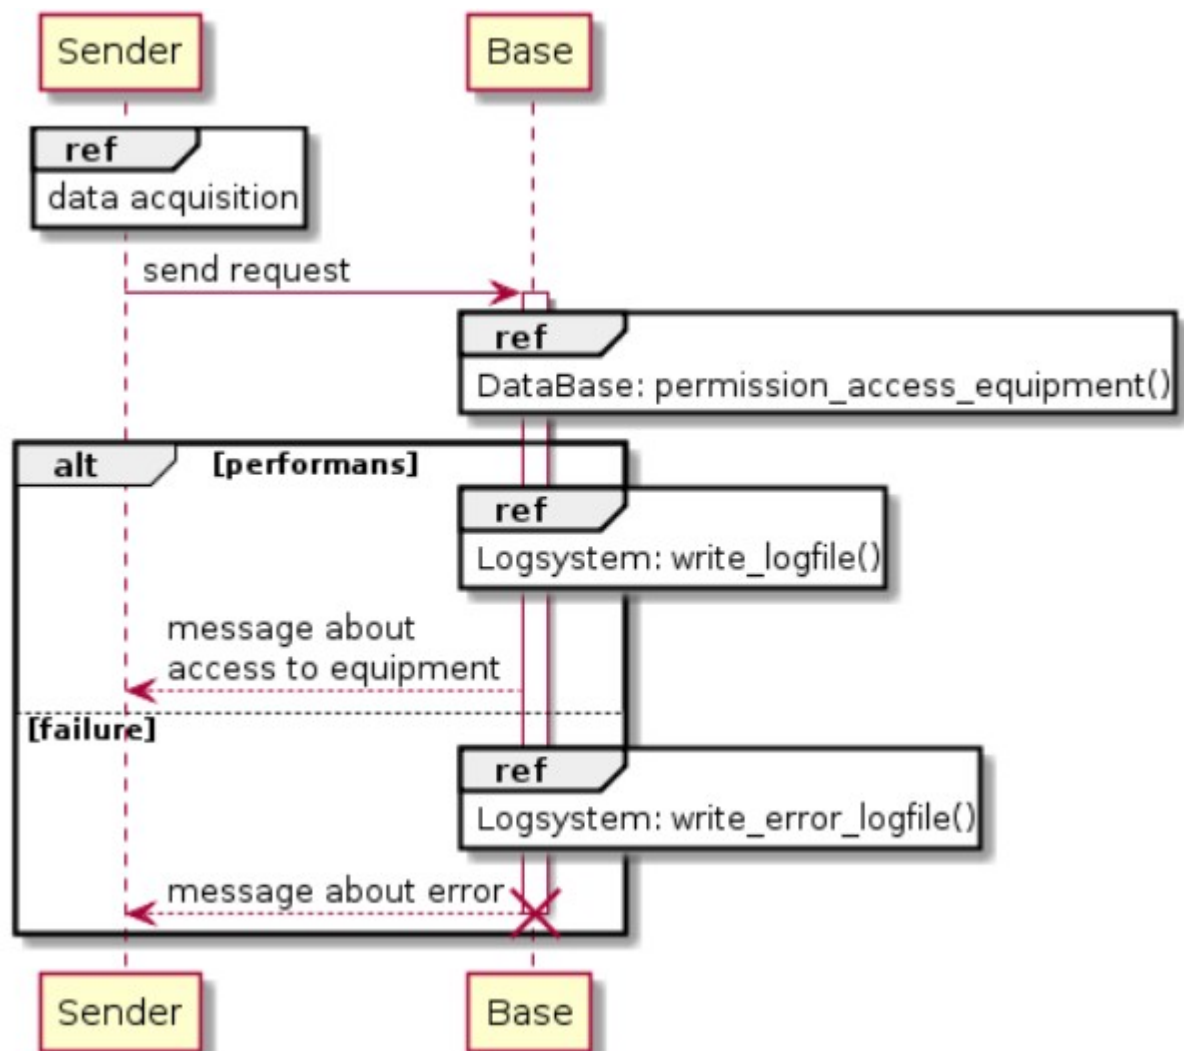 Sender
Base
ref
data acquisition
send request
ref
DataBase: permission_access_equipment()
alt
[performans]
ref
Logsystem: write_logfile()
message about
access to equipment
[failure]
ref
Logsystem: write_error_logfile()
message about error
Sender
Base